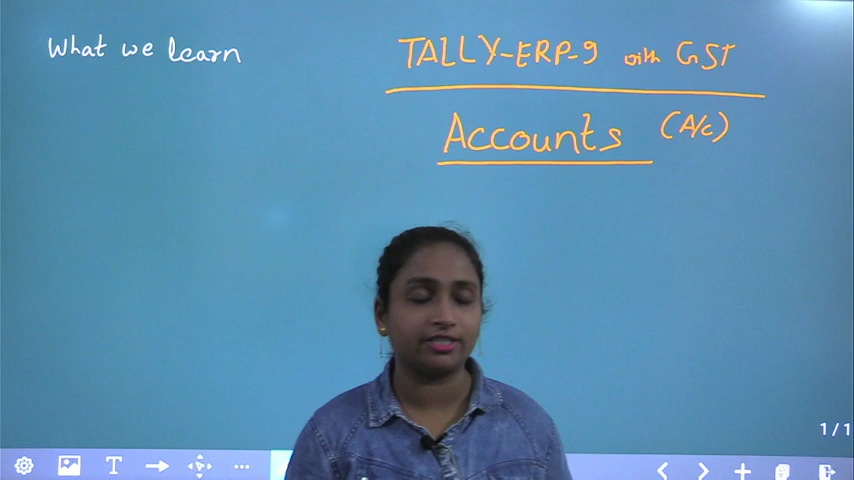 What we learn
TALLY-ERP-9 with GST
Accounts (A/c)
1/1
T